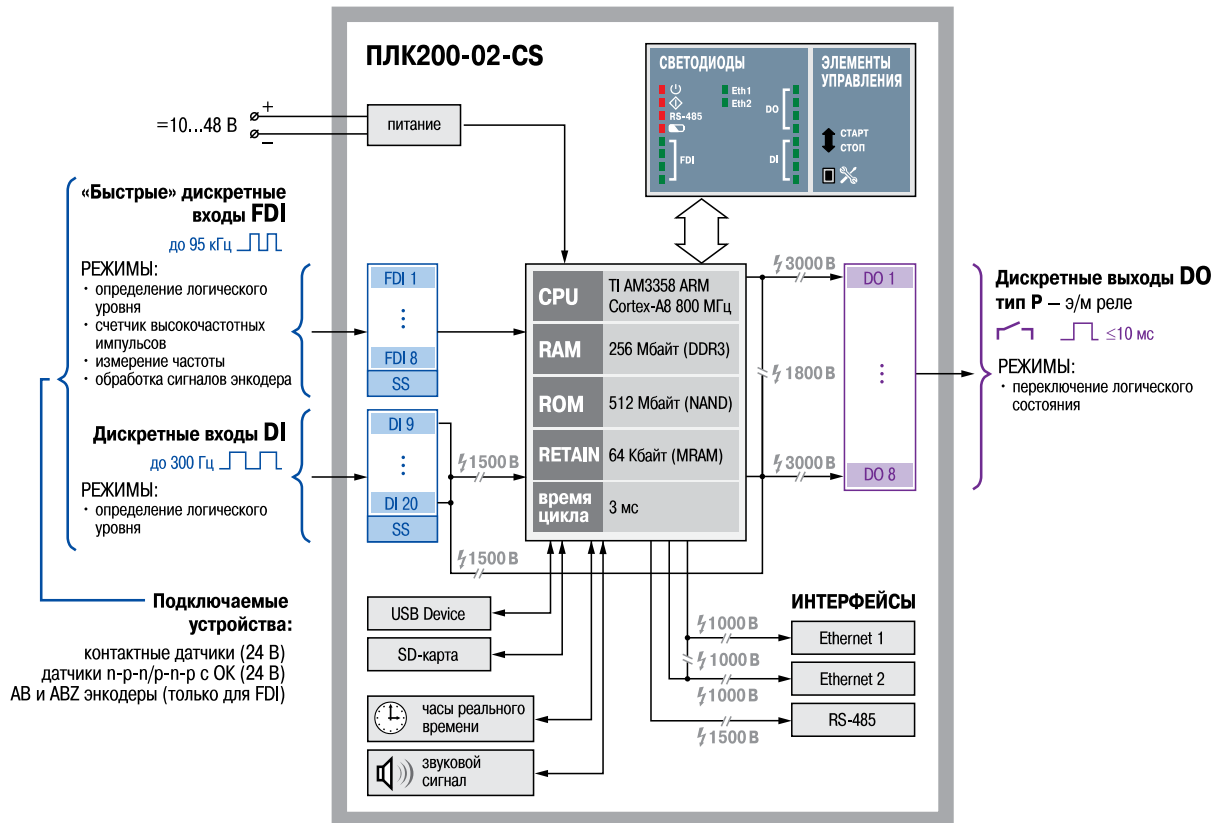 ПЛК200-02-CS
=10...48 В
+
–
питание
СВЕТОДИОДЫ
Eth1
Eth2
RS-485
DO
FDI
DI
ЭЛЕМЕНТЫ
УПРАВЛЕНИЯ
СТАРТ
СТОП
«Быстрые» дискретные
входы FDI
до 95 кГц
РЕЖИМЫ:
· определение логического
уровня
· счетчик высокочастотных
импульсов
· измерение частоты
· обработка сигналов энкодера
Дискретные входы DI
до 300 Гц
РЕЖИМЫ:
· определение логического
уровня
Подключаемые
устройства:
контактные датчики (24 В)
датчики n-p-n/p-n-p с ОК (24 В)
АВ и ABZ энкодеры (только для FDI)
FDI 1
FDI 8
SS
DI 9
DI 20
SS
1500 В
1500 В
CPU
TI AM3358 ARM
Cortex-A8 800 МГц
RAM
256 Мбайт (DDR3)
ROM
512 Мбайт (NAND)
RETAIN
64 Кбайт (MRAM)
время
цикла
3 мс
3000 В
1800 В
3000 В
DO 1
DO 8
Дискретные выходы DO
тип Р – э/м реле
≤10 мс
РЕЖИМЫ:
· переключение логического
состояния
USB Device
SD-карта
часы реального
времени
звуковой
сигнал
ИНТЕРФЕЙСЫ
1000 В
Ethernet 1
1000 В
Ethernet 2
1000 В
RS-485
1500 В